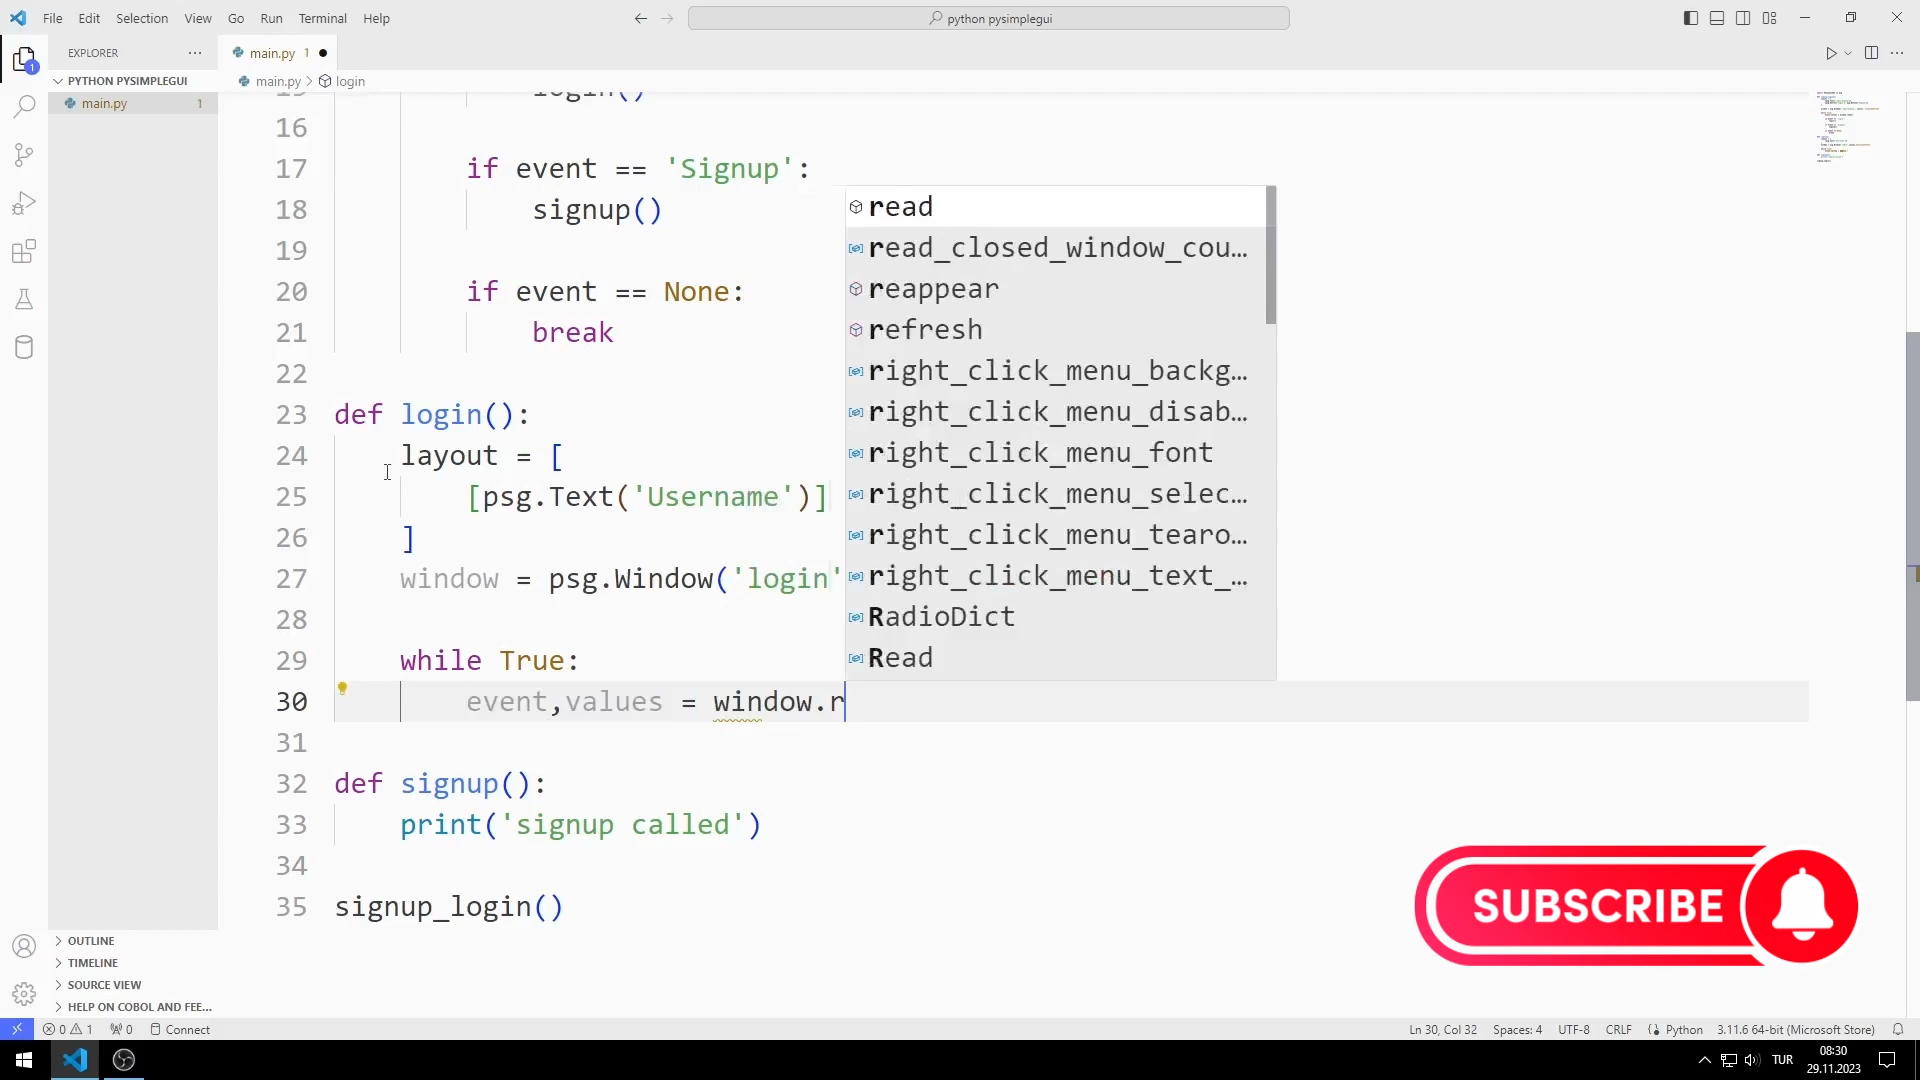 File Edit Selection View Go Run Terminal Help
python pysimplegui
EXPLORER
main.py 1
PYTHON PYSIMPLEGUI
main.py > login
main.py 1
login()
16
17 if event == 'Signup':
18 signup()
19
20 if event == None:
21 break
22
23 def login():
24 layout = [
25 [psg.Text('Username')]
26 ]
27 window = psg.Window('login'
28
29 while True:
30 event,values = window.r
31
32 def signup():
33 print('signup called')
34
35 signup_login()
read
read_closed_window_cou…
reappear
refresh
right_click_menu_backg…
right_click_menu_disab…
right_click_menu_font
right_click_menu_selec…
right_click_menu_tearo…
right_click_menu_text_…
RadioDict
Read
SUBSCRIBE
OUTLINE
TIMELINE
SOURCE VIEW
HELP ON COBOL AND FEE…
0 1 0 Connect
Ln 30, Col 32 Spaces: 4 UTF-8 CRLF Python 3.11.6 64-bit (Microsoft Store)
TUR
08:30
29.11.2023
1